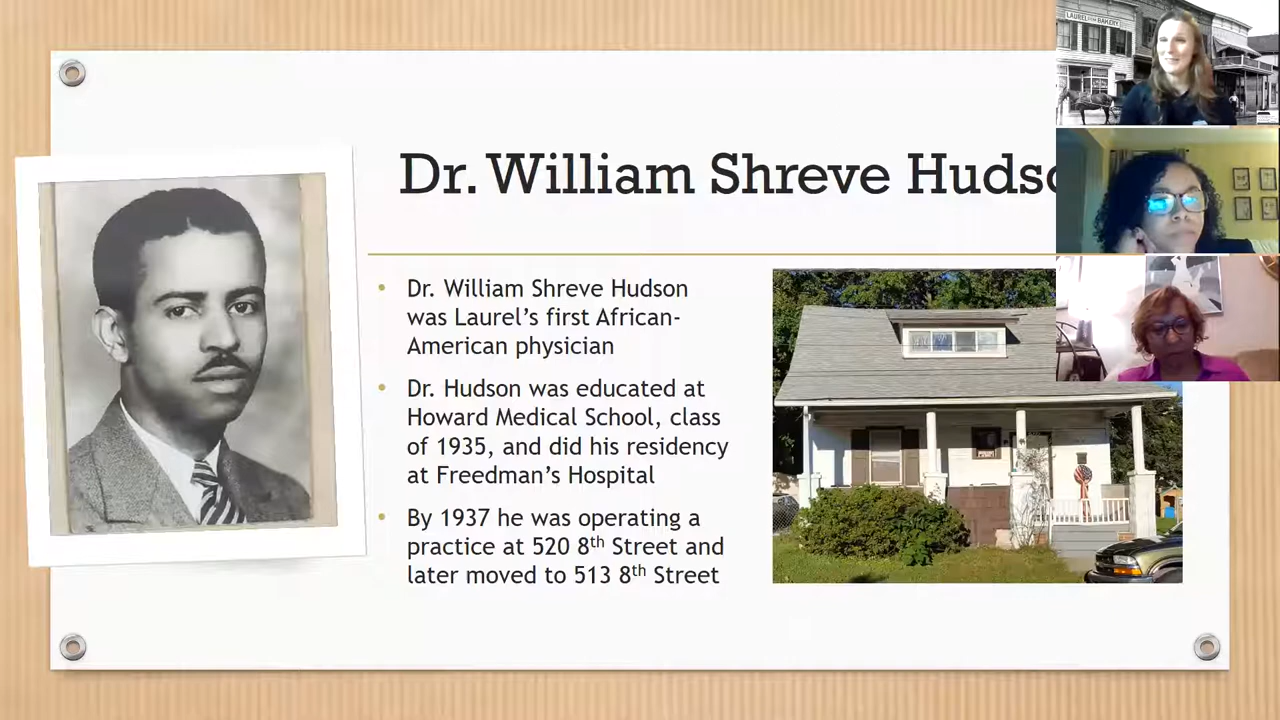 LAUREL BAKERY
Dr. William Shreve Hudso
Dr. William Shreve Hudson
was Laurel’s first African-
American physician
Dr. Hudson was educated at
Howard Medical School, class
of 1935, and did his residency
at Freedman’s Hospital
By 1937 he was operating a
practice at 520 8th Street and
later moved to 513 8th Street